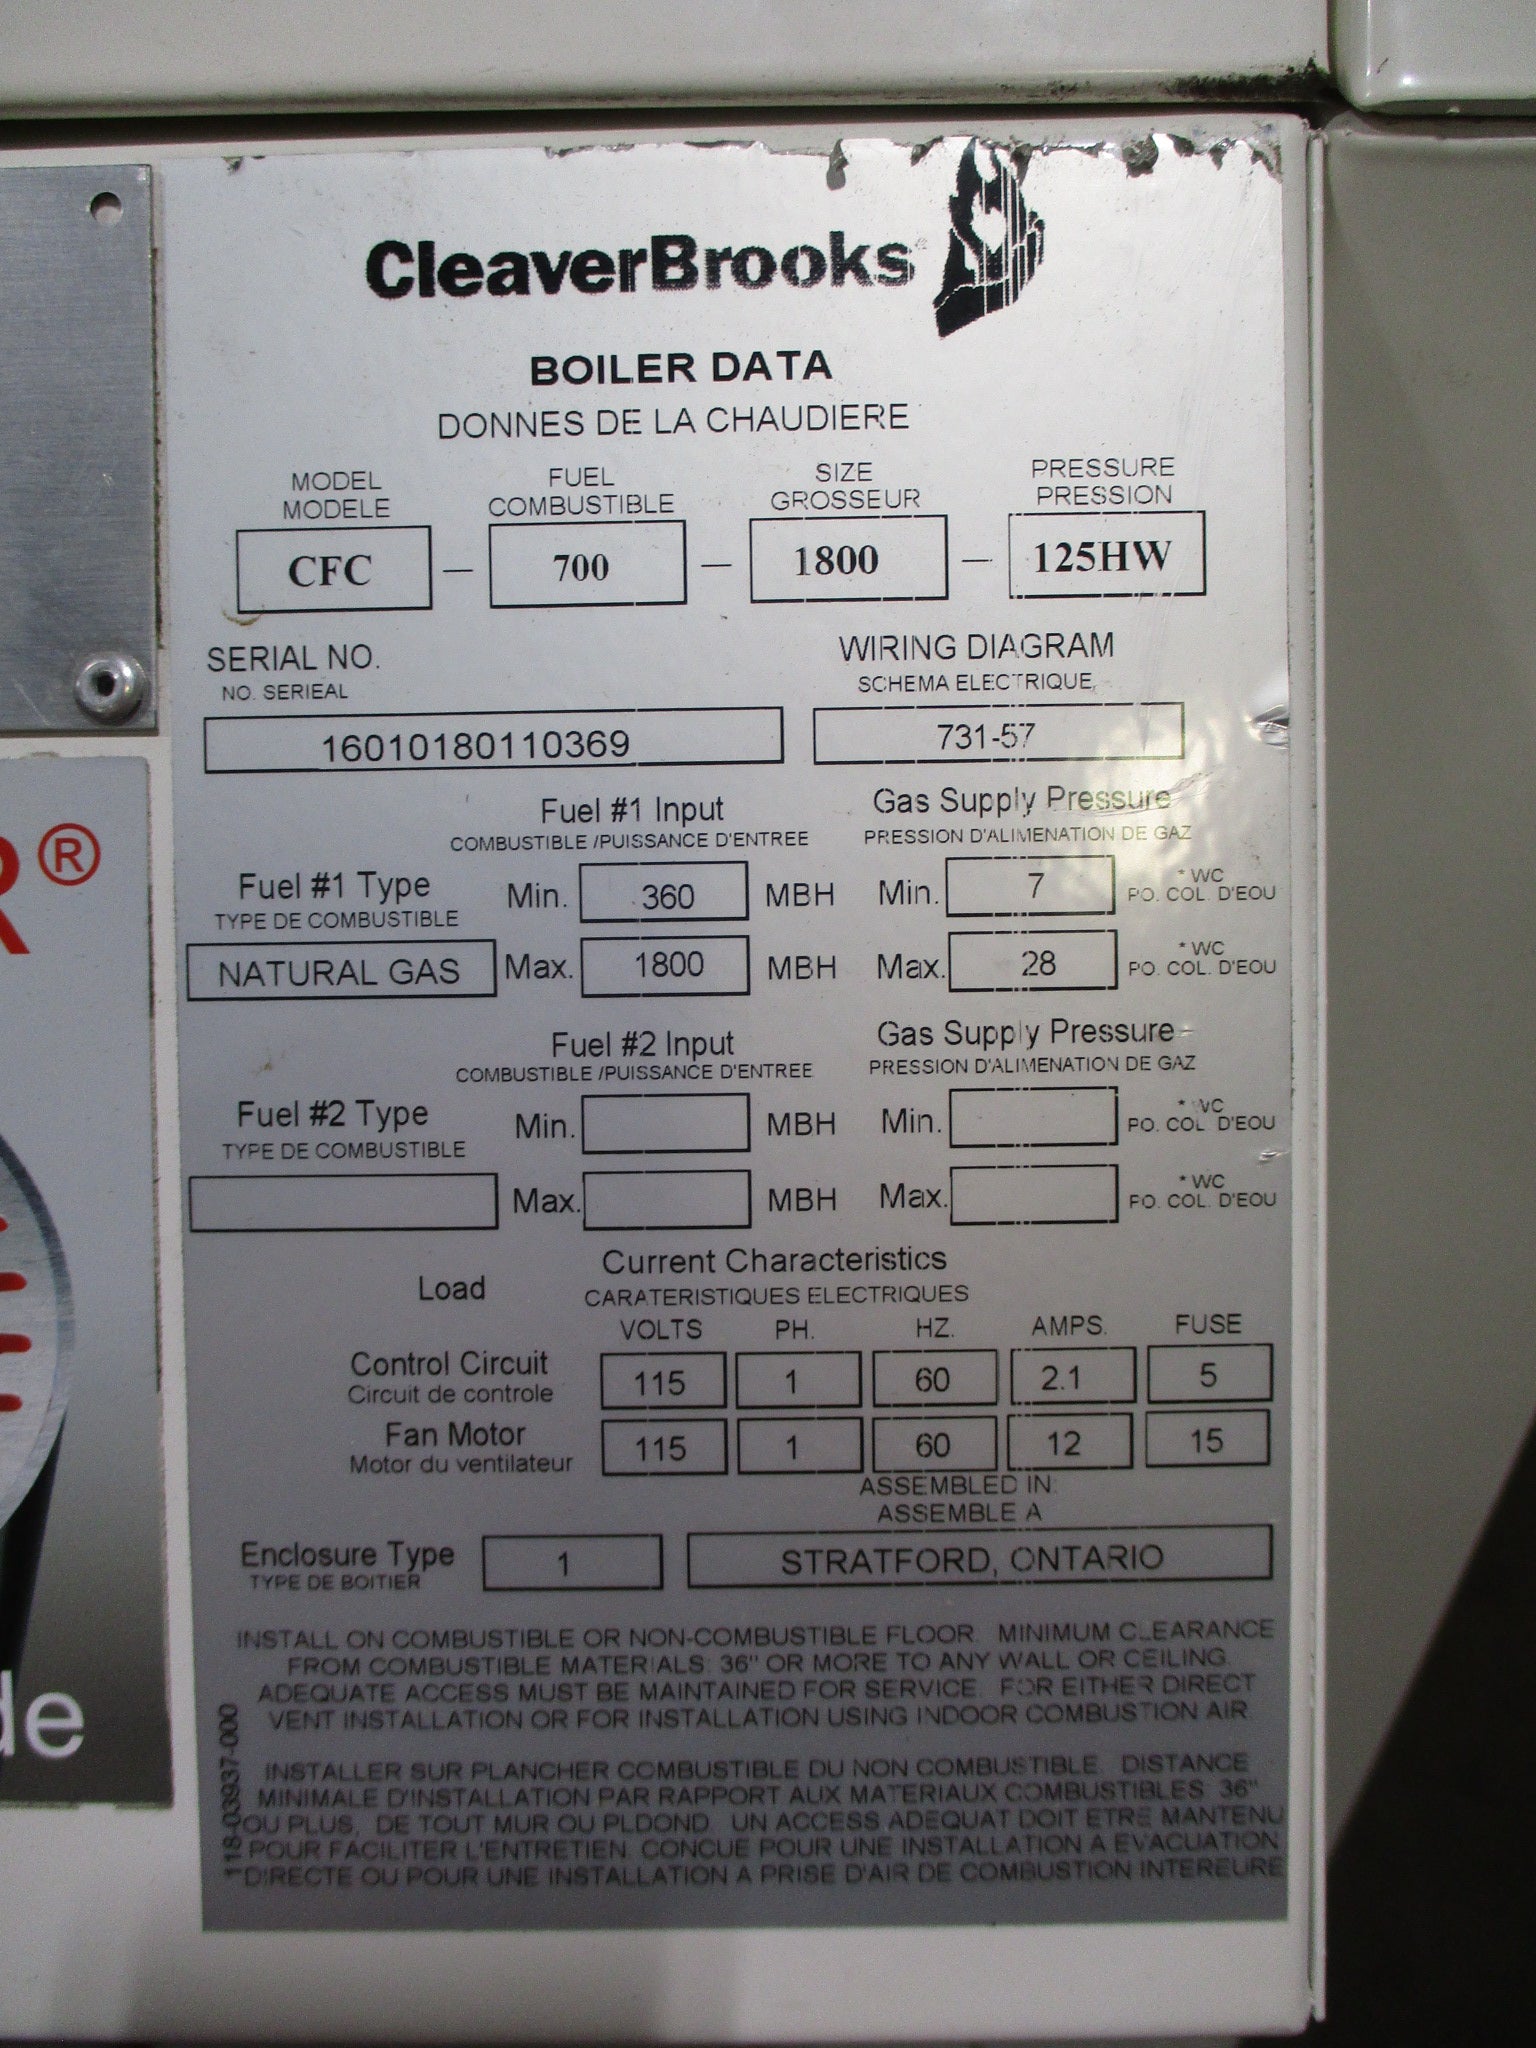 CleaverBrooks
BOILER DATA
DONNES DE LA CHAUDIERE
MODEL FUEL SIZE PRESSURE
MODELE COMBUSTIBLE GROSSEUR PRESSION
CFC — 700 — 1800 — 125HW
SERIAL NO. WIRING DIAGRAM
NO. SERIEAL SCHEMA ELECTRIQUE
16010180110369 731-57
Fuel #1 Input Gas Supply Pressure
COMBUSTIBLE /PUISSANCE D'ENTREE PRESSION D'ALIMENATION DE GAZ
Fuel #1 Type Min. 360 MBH Min. 7 * WC
TYPE DE COMBUSTIBLE PO. COL. D'EOU
NATURAL GAS Max. 1800 MBH Max. 28 * WC
PO. COL. D'EOU
Fuel #2 Input Gas Supply Pressure
COMBUSTIBLE /PUISSANCE D'ENTREE PRESSION D'ALIMENATION DE GAZ
Fuel #2 Type Min. MBH Min. * WC
TYPE DE COMBUSTIBLE PO. COL. D'EOU
Max. MBH Max. * WC
PO. COL. D'EOU
Load Current Characteristics
CARATERISTIQUES ELECTRIQUES
VOLTS PH. HZ. AMPS. FUSE
Control Circuit 115 1 60 2.1 5
Circuit de controle
Fan Motor 115 1 60 12 15
Motor du ventilateur
ASSEMBLED IN:
ASSEMBLE A
Enclosure Type 1 STRATFORD, ONTARIO
TYPE DE BOITIER
INSTALL ON COMBUSTIBLE OR NON-COMBUSTIBLE FLOOR. MINIMUM CLEARANCE
FROM COMBUSTIBLE MATERIALS: 36" OR MORE TO ANY WALL OR CEILING.
ADEQUATE ACCESS MUST BE MAINTAINED FOR SERVICE. FOR EITHER DIRECT
VENT INSTALLATION OR FOR INSTALLATION USING INDOOR COMBUSTION AIR.
INSTALLER SUR PLANCHER COMBUSTIBLE DU NON COMBUSTIBLE. DISTANCE
MINIMALE D'INSTALLATION PAR RAPPORT AUX MATERIAUX COMBUSTIBLES: 36"
OU PLUS, DE TOUT MUR OU PLDOND. UN ACCESS ADEQUAT DOIT ETRE MANTENU
POUR FACILITER L'ENTRETIEN. CONCUE POUR UNE INSTALLATION A EVACUATION
DIRECTE OU POUR UNE INSTALLATION A PRISE D'AIR DE COMBUSTION INTEREURE
118-03937-000
R®
de